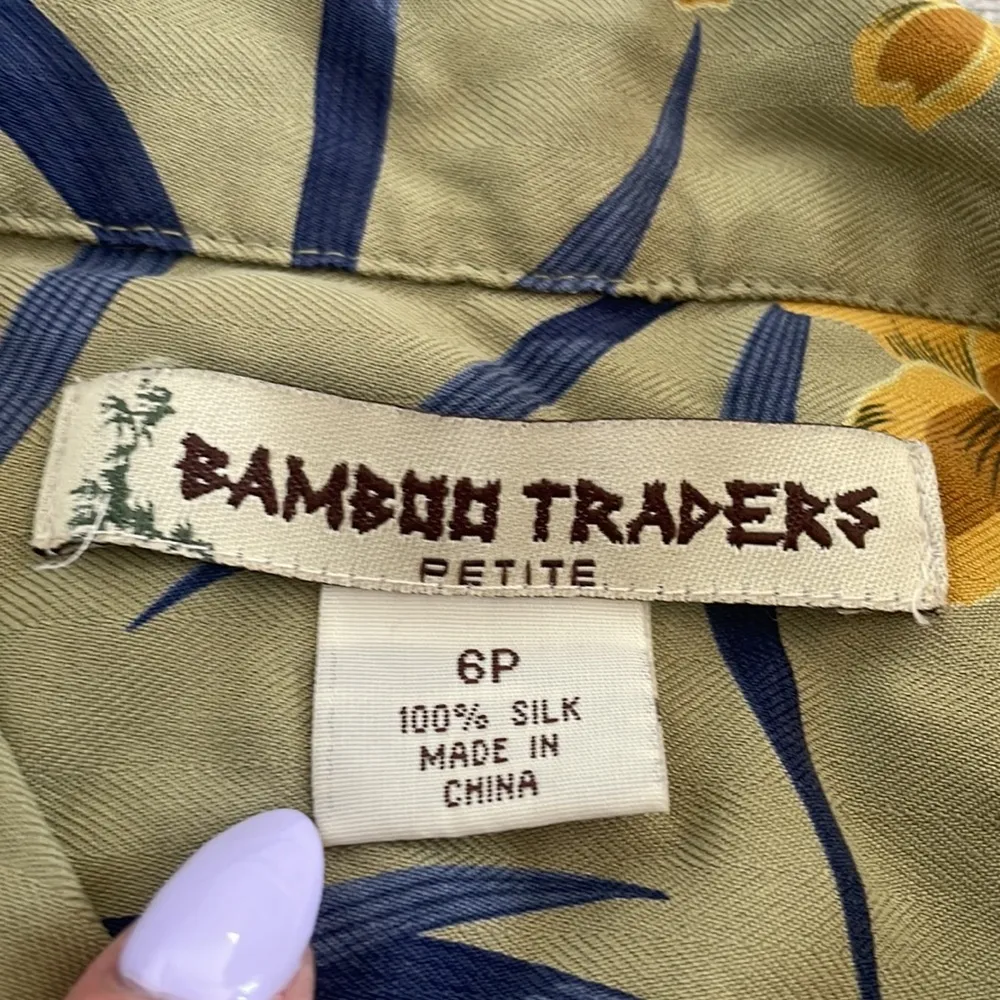 BAMBOO TRADERS
PETITE
6P
100% SILK
MADE IN
CHINA